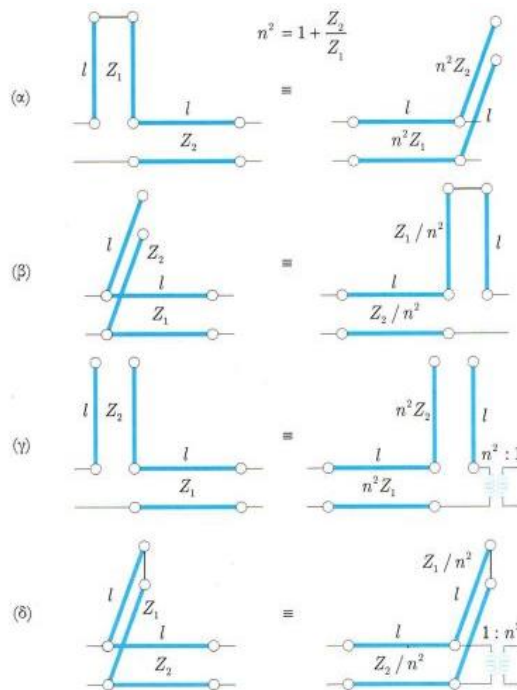 n² = 1 + Z₂/Z₁
(α) l Z₁ l Z₂ ≡ l n²Z₁ n²Z₂ l
(β) l Z₂ l Z₁ ≡ l Z₂ / n² Z₁ / n² l
(γ) l Z₂ l Z₁ ≡ l n²Z₁ n²Z₂ l n² : 1
(δ) l Z₁ l Z₂ ≡ l Z₂ / n² Z₁ / n² l 1 : n²